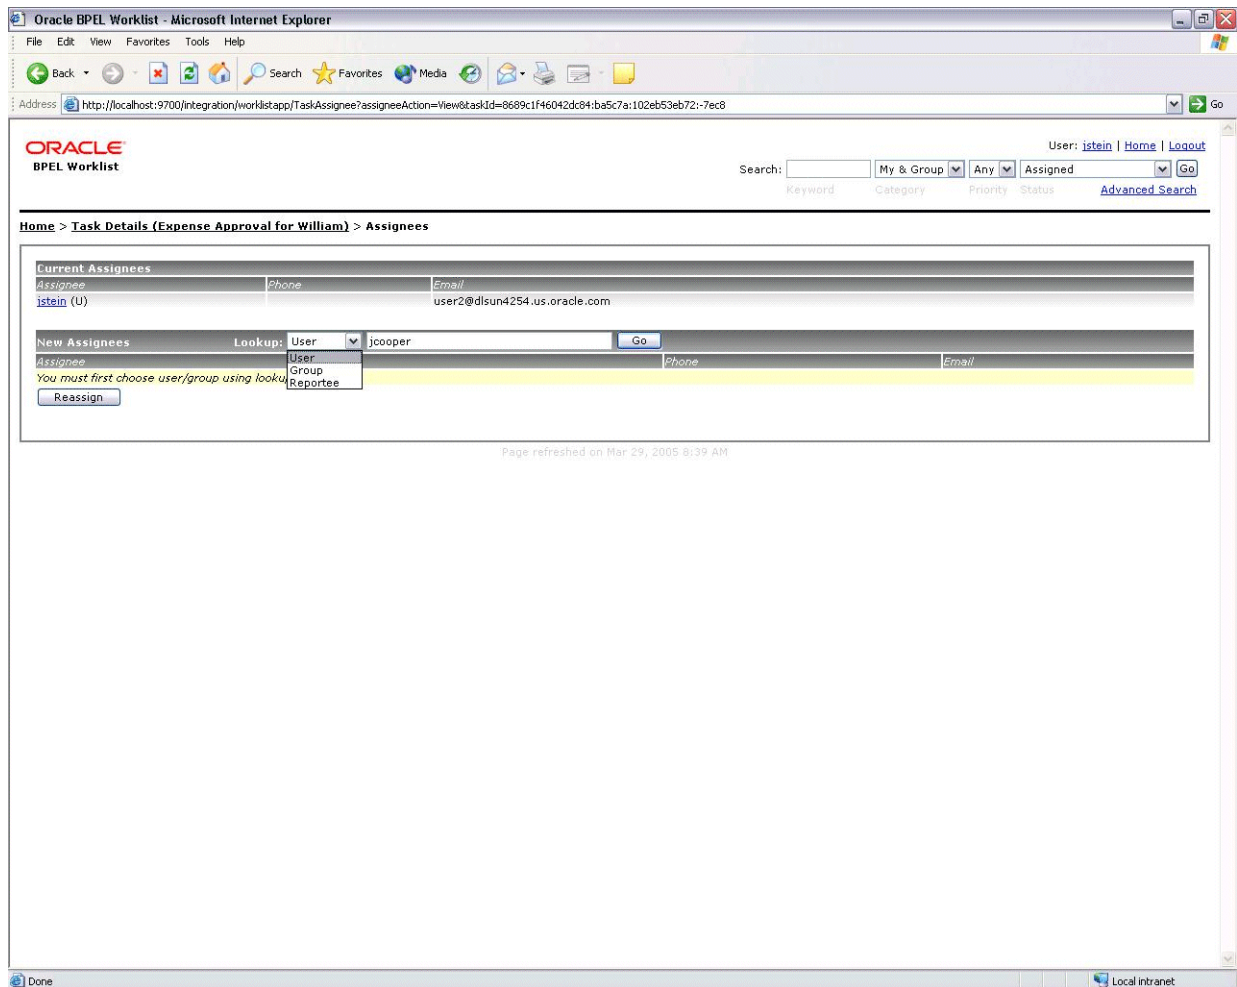 Oracle BPEL Worklist - Microsoft Internet Explorer
File Edit View Favorites Tools Help
Back Search Favorites Media
Address http://localhost:9700/integration/worklistapp/TaskAssignee?assigneeAction=View&taskId=8689c1f46042dc84:ba5c7a:102eb53eb72:-7ec8 Go
ORACLE
BPEL Worklist
User: jstein | Home | Logout
Search: My & Group Any Assigned Go
Keyword Category Priority Status Advanced Search
Home > Task Details (Expense Approval for William) > Assignees
Current Assignees
Assignee Phone Email
jstein (U) user2@dlsun4254.us.oracle.com
New Assignees Lookup: User jcooper Go
User
Group
Reportee
Assignee Phone Email
You must first choose user/group using
Reassign
Page refreshed on Mar 29, 2005 8:39 AM
Done Local intranet